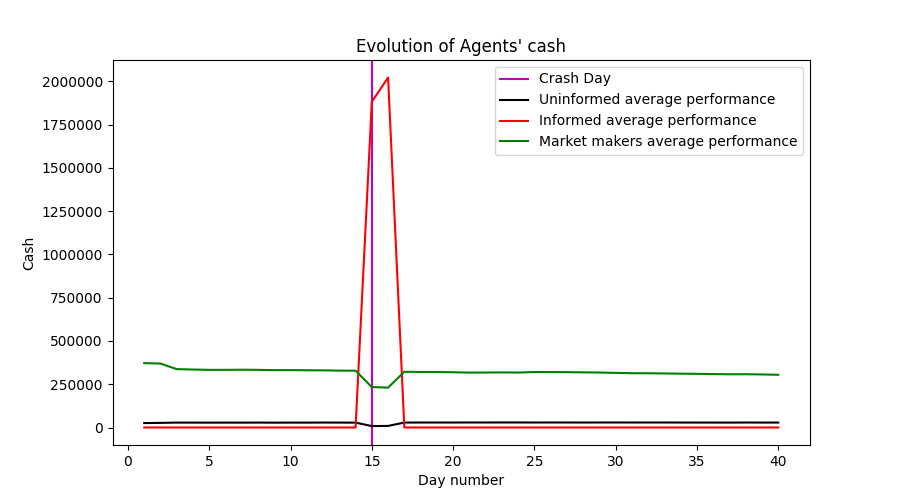 Evolution of Agents' cash
Crash Day
Uninformed average performance
Informed average performance
Market makers average performance
Cash
2000000
1750000
1500000
1250000
1000000
750000
500000
250000
0
0 5 10 15 20 25 30 35 40
Day number